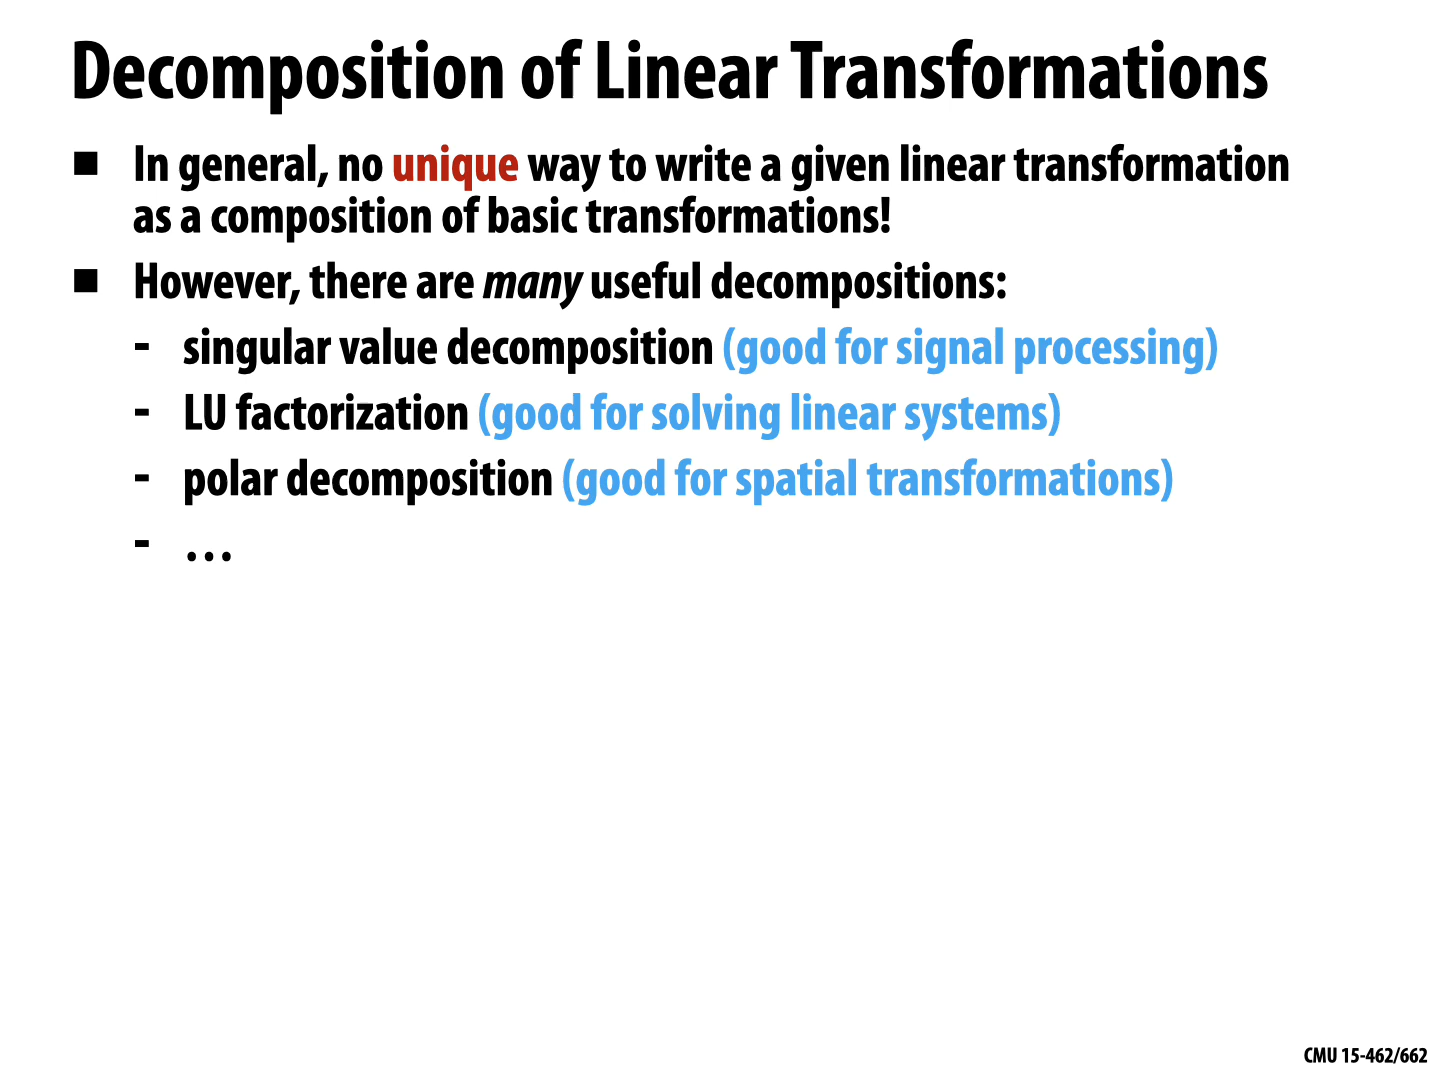 Decomposition of Linear Transformations
■ In general, no unique way to write a given linear transformation
as a composition of basic transformations!
■ However, there are many useful decompositions:
- singular value decomposition (good for signal processing)
- LU factorization (good for solving linear systems)
- polar decomposition (good for spatial transformations)
- …
CMU 15-462/662